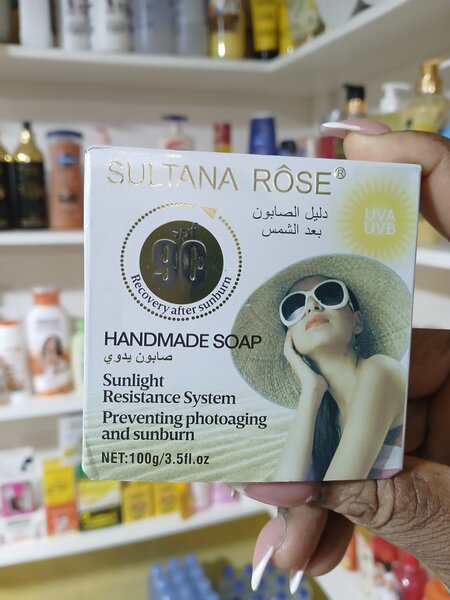 SULTANA RÔSE®
دليل الصابون
بعد الشمس
UVA
UVB
spf
90
Recovery after sunburn
HANDMADE SOAP
صابون يدوي
Sunlight
Resistance System
Preventing photoaging
and sunburn
NET:100g/3.5fl.oz